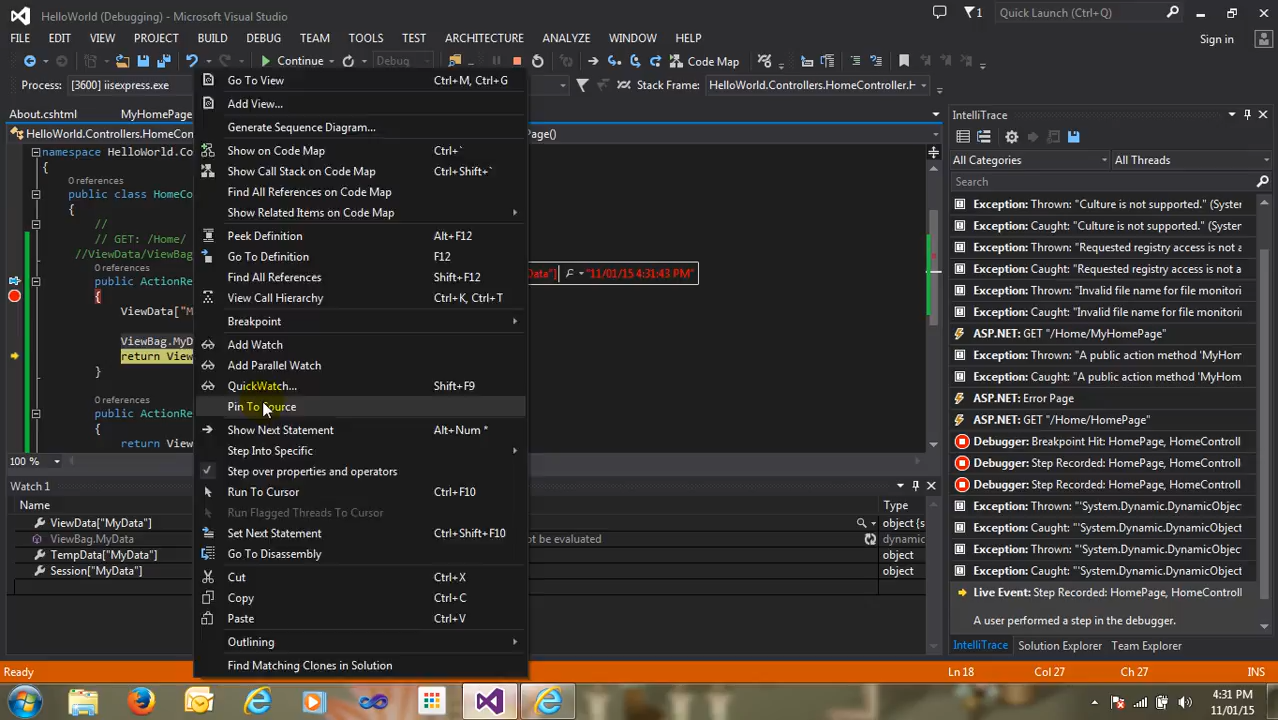 HelloWorld (Debugging) - Microsoft Visual Studio
1
Quick Launch (Ctrl+Q)
FILE EDIT VIEW PROJECT BUILD DEBUG TEAM TOOLS TEST ARCHITECTURE ANALYZE WINDOW HELP
Sign in
Continue Debug Code Map
Process: [3600] iisexpress.exe
Stack Frame: HelloWorld.Controllers.HomeController.H
About.cshtml MyHomePage
HelloWorld.Controllers.HomeCon
Page()
namespace HelloWorld.Co
{
0 references
public class HomeCo
{
//
// GET: /Home/
//ViewData/ViewBag
0 references
public ActionRe
{
ViewData["M
ViewBag.MyD
return View
}
0 references
public ActionRe
{
return View
Data"] "11/01/15 4:31:43 PM"
100 %
Go To View Ctrl+M, Ctrl+G
Add View...
Generate Sequence Diagram...
Show on Code Map Ctrl+`
Show Call Stack on Code Map Ctrl+Shift+`
Find All References on Code Map
Show Related Items on Code Map
Peek Definition Alt+F12
Go To Definition F12
Find All References Shift+F12
View Call Hierarchy Ctrl+K, Ctrl+T
Breakpoint
Add Watch
Add Parallel Watch
QuickWatch... Shift+F9
Pin To Source
Show Next Statement Alt+Num *
Step Into Specific
Step over properties and operators
Run To Cursor Ctrl+F10
Run Flagged Threads To Cursor
Set Next Statement Ctrl+Shift+F10
Go To Disassembly
Cut Ctrl+X
Copy Ctrl+C
Paste Ctrl+V
Outlining
Find Matching Clones in Solution
Watch 1
Name Type
ViewData["MyData"] object {s
ViewBag.MyData ot be evaluated dynamic
TempData["MyData"] object
Session["MyData"] object
IntelliTrace
All Categories All Threads
Search
Exception: Thrown: "Culture is not supported." (System
Exception: Caught: "Culture is not supported." (System
Exception: Thrown: "Requested registry access is not a
Exception: Caught: "Requested registry access is not a
Exception: Thrown: "Invalid file name for file monitori
Exception: Caught: "Invalid file name for file monitori
ASP.NET: GET "/Home/MyHomePage"
Exception: Thrown: "A public action method 'MyHom
Exception: Caught: "A public action method 'MyHom
ASP.NET: Error Page
ASP.NET: GET "/Home/HomePage"
Debugger: Breakpoint Hit: HomePage, HomeControll
Debugger: Step Recorded: HomePage, HomeControll
Debugger: Step Recorded: HomePage, HomeControll
Exception: Thrown: "'System.Dynamic.DynamicObjec
Exception: Caught: "'System.Dynamic.DynamicObjec
Exception: Thrown: "'System.Dynamic.DynamicObjec
Exception: Caught: "'System.Dynamic.DynamicObjec
Live Event: Step Recorded: HomePage, HomeControll
A user performed a step in the debugger.
IntelliTrace Solution Explorer Team Explorer
Ready Ln 18 Col 27 Ch 27 INS
4:31 PM
11/01/15